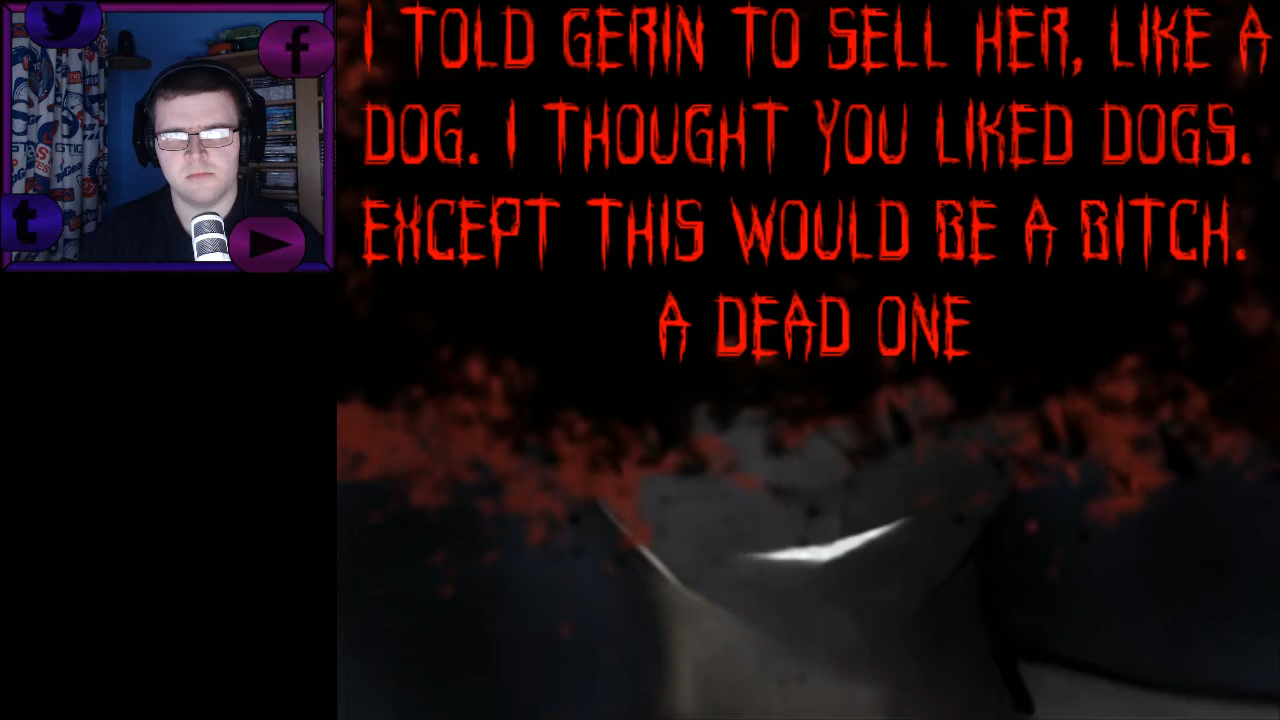 I TOLD GERIN TO SELL HER, LIKE A
DOG. I THOUGHT YOU LIKED DOGS.
EXCEPT THIS WOULD BE A BITCH.
A DEAD ONE